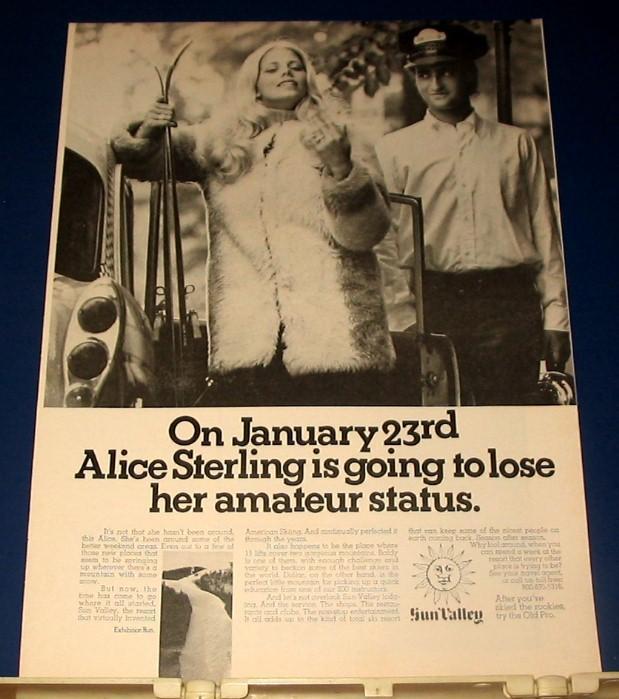 On January 23rd
Alice Sterling is going to lose
her amateur status.
It's not that she hasn't been around,
this Alice. She's been around some of the
better weekend areas. Even out to a few of
those new places that
seem to be springing
up wherever there's a
mountain with some
snow.
But now, the
time has come to go
where it all started,
Sun Valley, the resort
that virtually invented
Exhibition Run.
American Skiing. And continually perfected it
through the years.
It also happens to be the place where
lifts cover two gorgeous mountains. Baldy
is one of them, with enough challenge and
variety to beckon some of the best skiers in
the world. Dollar, on the other hand, is the
perfect little mountain for picking up a quick
education from one of our 100 instructors.
And let's not overlook Sun Valley lodg-
ing. And the service. The shops. The restau-
rants and clubs. The non-stop entertainment.
It all adds up to the kind of total ski resort
that can keep some of the nicest people on
earth coming back. Season after season.
Why fool around, when you
can spend a week at the
resort that every other
place is trying to be?
See your travel agent,
or call us, toll free:
800.635-
After you've
skied the rookies,
try the Old Pro.
Sun Valley